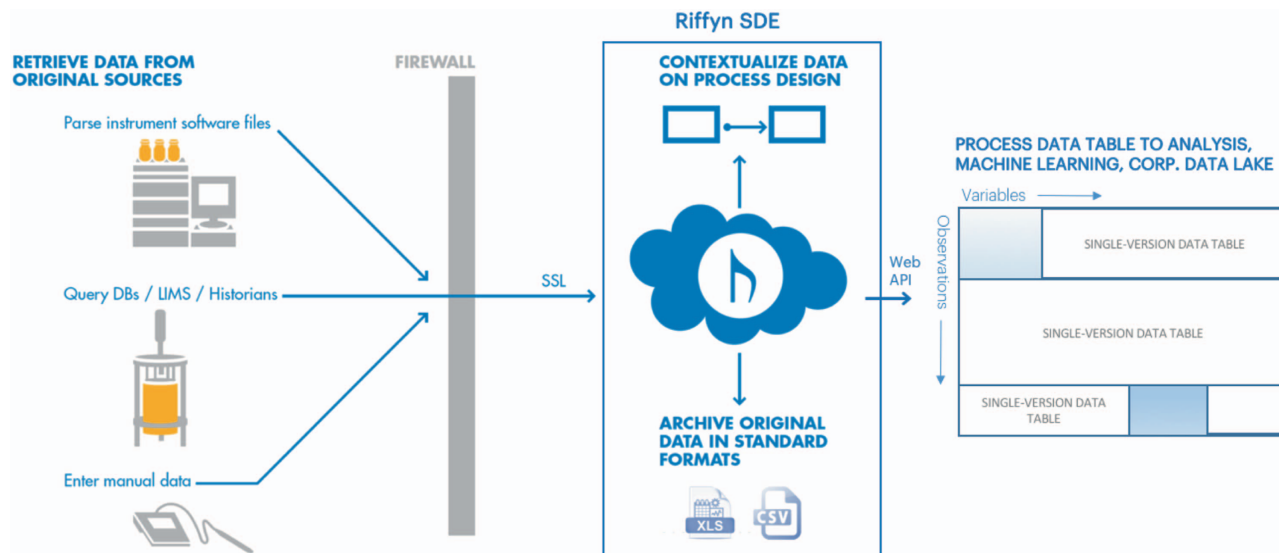 Riffyn SDE
RETRIEVE DATA FROM
ORIGINAL SOURCES
FIREWALL
CONTEXTUALIZE DATA
ON PROCESS DESIGN
Parse instrument software files
PROCESS DATA TABLE TO ANALYSIS,
MACHINE LEARNING, CORP. DATA LAKE
Variables
Observations
SINGLE-VERSION DATA TABLE
Query DBs / LIMS / Historians
SSL
Web
API
SINGLE-VERSION DATA TABLE
SINGLE-VERSION DATA
TABLE
ARCHIVE ORIGINAL
DATA IN STANDARD
FORMATS
Enter manual data
XLS
CSV